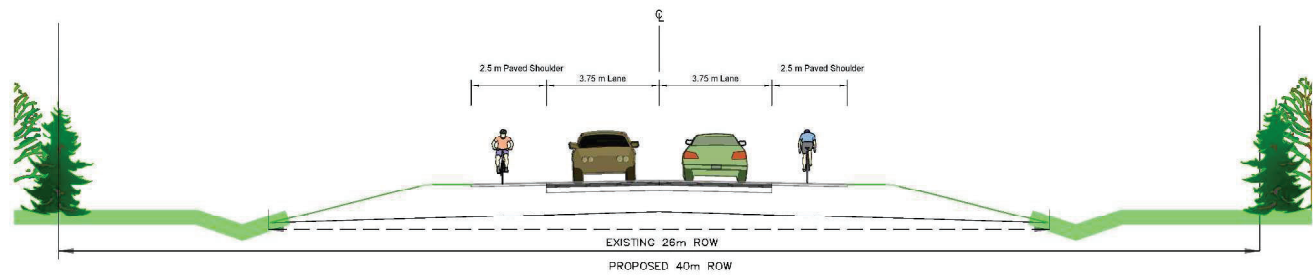 ℄
2.5 m Paved Shoulder
3.75 m Lane
3.75 m Lane
2.5 m Paved Shoulder
EXISTING 26m ROW
PROPOSED 40m ROW